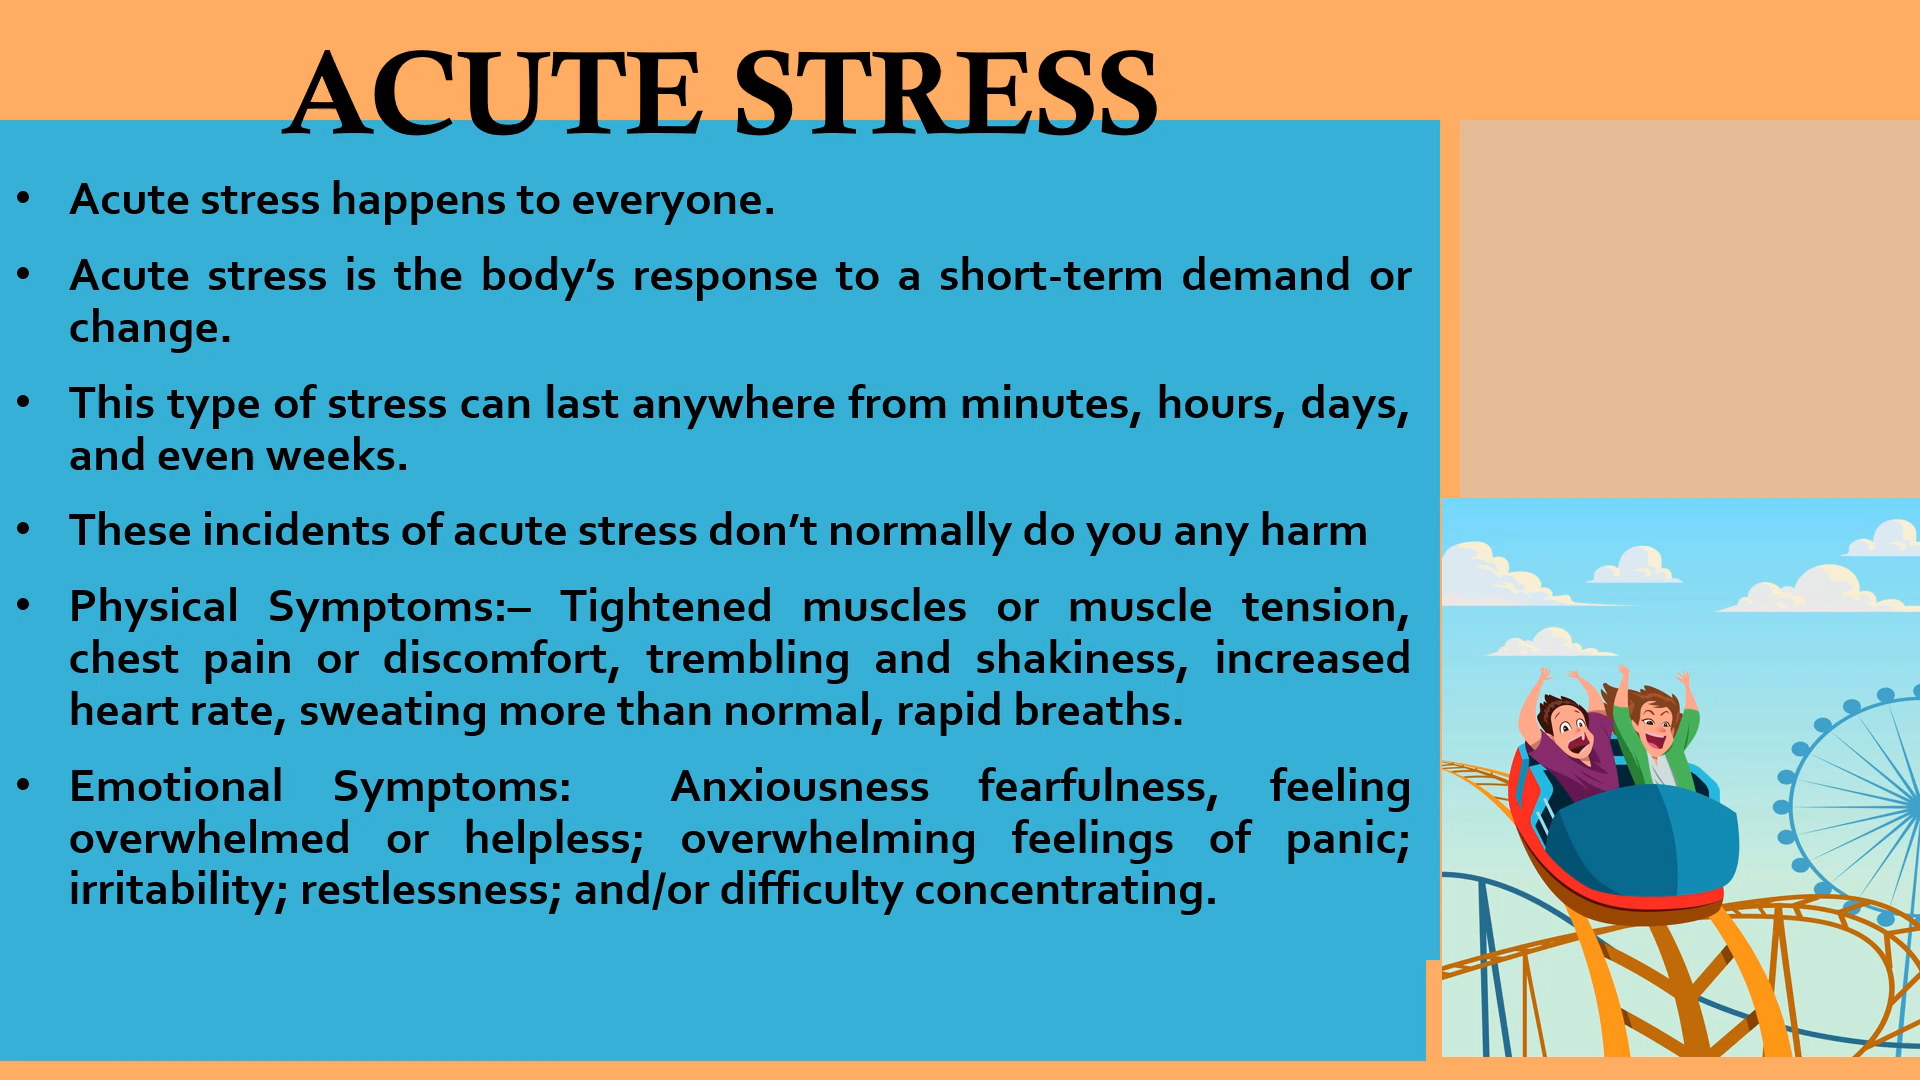 ACUTE STRESS
• Acute stress happens to everyone.
• Acute stress is the body’s response to a short-term demand or
change.
• This type of stress can last anywhere from minutes, hours, days,
and even weeks.
• These incidents of acute stress don’t normally do you any harm
• Physical Symptoms:– Tightened muscles or muscle tension,
chest pain or discomfort, trembling and shakiness, increased
heart rate, sweating more than normal, rapid breaths.
• Emotional Symptoms: Anxiousness fearfulness, feeling
overwhelmed or helpless; overwhelming feelings of panic;
irritability; restlessness; and/or difficulty concentrating.